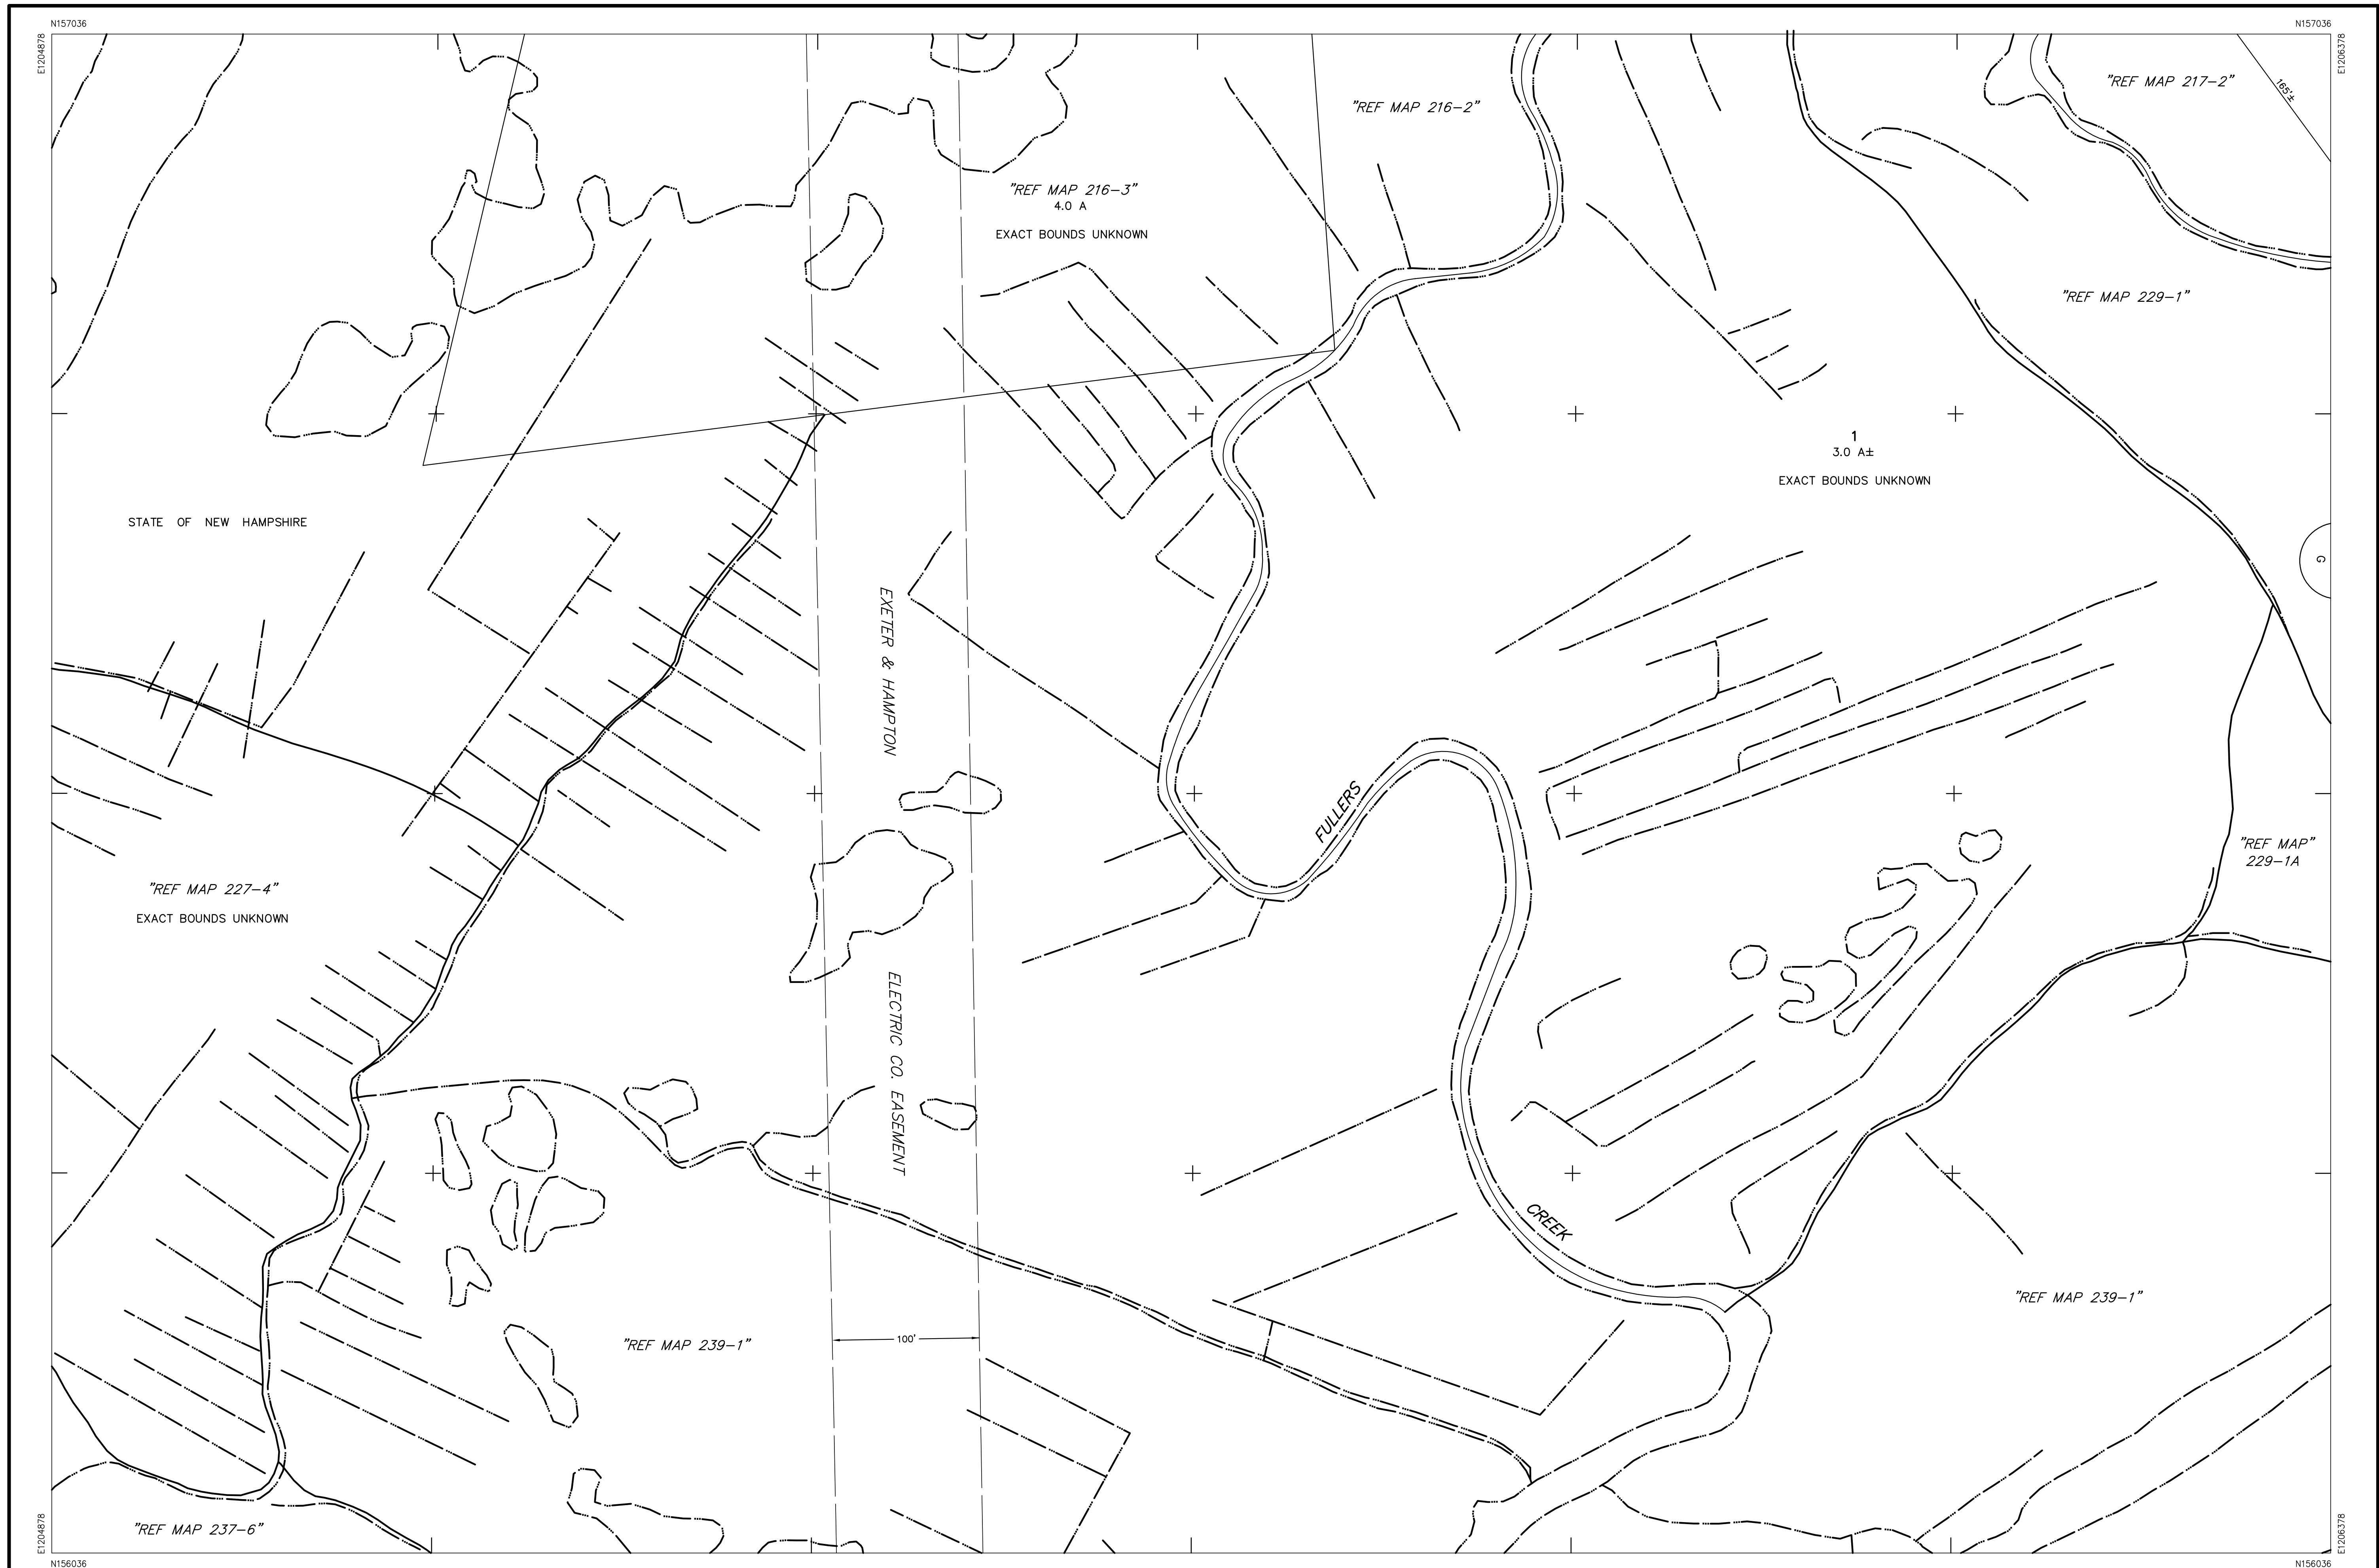 N157036
N157036
E1204878
E1206378
"REF MAP 217-2"
165'±
"REF MAP 216-2"
"REF MAP 216-3"
4.0 A
EXACT BOUNDS UNKNOWN
"REF MAP 229-1"
1
3.0 A±
EXACT BOUNDS UNKNOWN
STATE OF NEW HAMPSHIRE
G
EXETER & HAMPTON
ELECTRIC CO. EASEMENT
FULLERS
CREEK
"REF MAP"
229-1A
"REF MAP 227-4"
EXACT BOUNDS UNKNOWN
"REF MAP 239-1"
"REF MAP 239-1"
100'
"REF MAP 237-6"
E1204878
E1206378
N156036
N156036